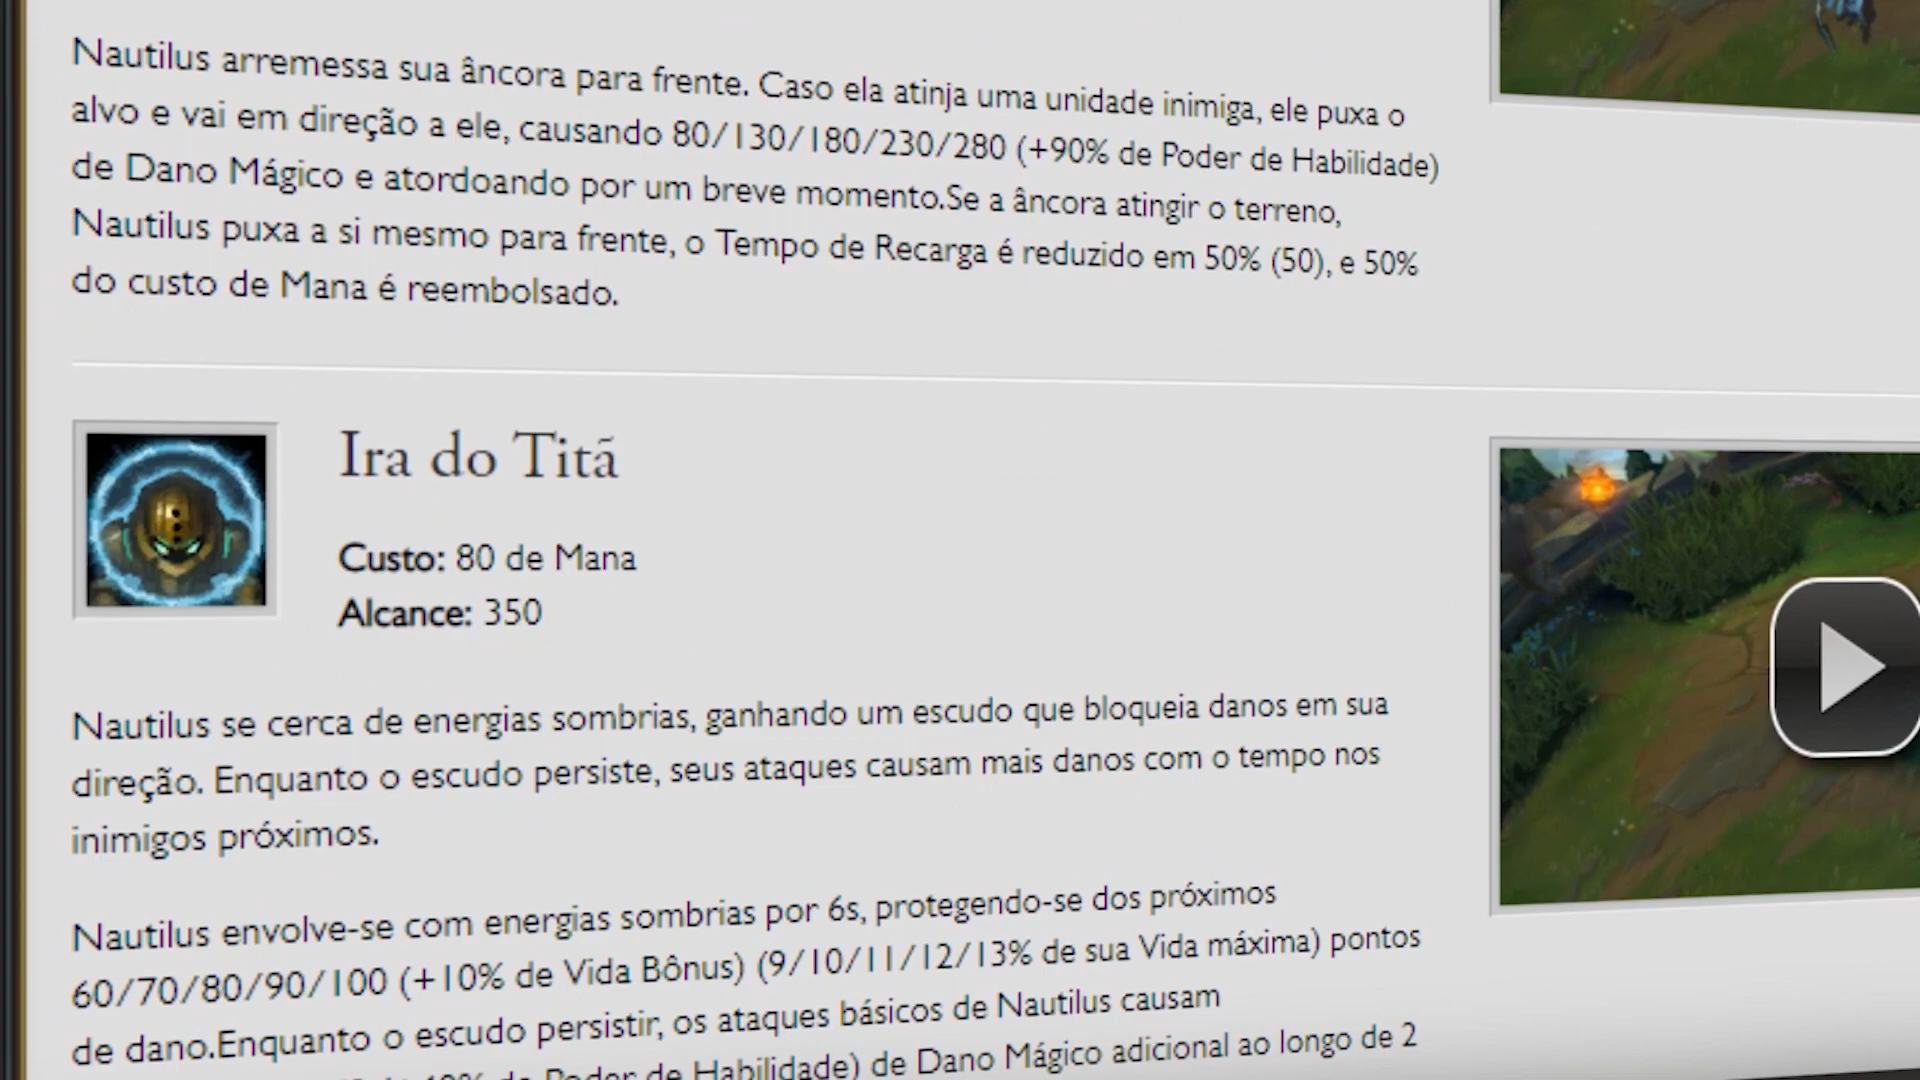 Nautilus arremessa sua âncora para frente. Caso ela atinja uma unidade inimiga, ele puxa o
alvo e vai em direção a ele, causando 80/130/180/230/280 (+90% de Poder de Habilidade)
de Dano Mágico e atordoando por um breve momento.Se a âncora atingir o terreno,
Nautilus puxa a si mesmo para frente, o Tempo de Recarga é reduzido em 50% (50), e 50%
do custo de Mana é reembolsado.
Ira do Titã
Custo: 80 de Mana
Alcance: 350
Nautilus se cerca de energias sombrias, ganhando um escudo que bloqueia danos em sua
direção. Enquanto o escudo persiste, seus ataques causam mais danos com o tempo nos
inimigos próximos.
Nautilus envolve-se com energias sombrias por 6s, protegendo-se dos próximos
60/70/80/90/100 (+10% de Vida Bônus) (9/10/11/12/13% de sua Vida máxima) pontos
de dano.Enquanto o escudo persistir, os ataques básicos de Nautilus causam
de Poder de Habilidade) de Dano Mágico adicional ao longo de 2